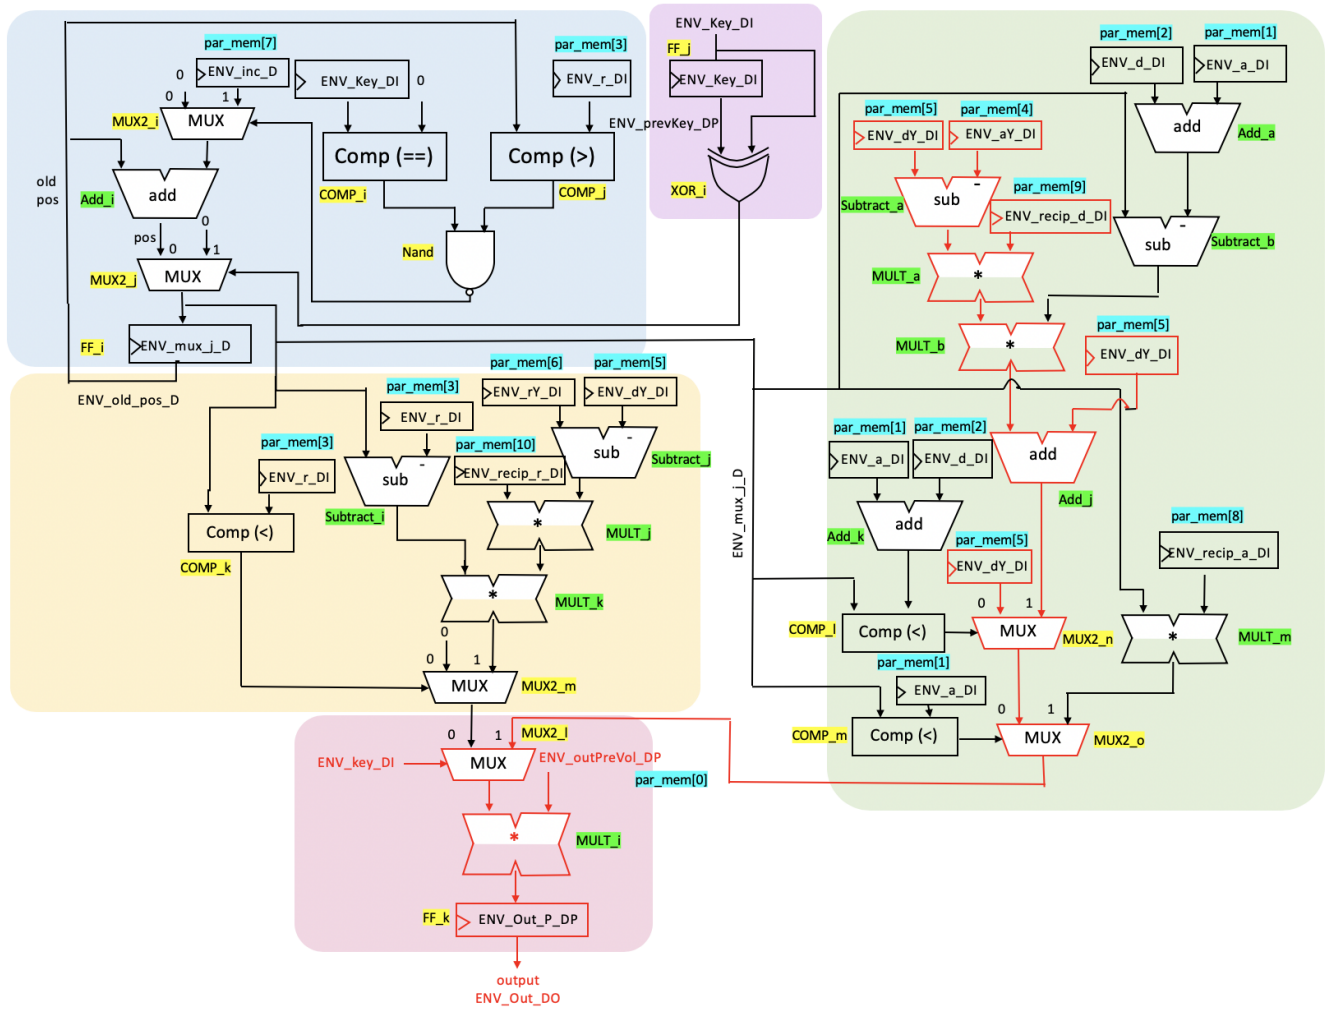 par_mem[7]
0
ENV_inc_D
ENV_Key_DI
0
par_mem[3]
ENV_r_DI
0
1
MUX2_i
MUX
Comp (==)
Comp (>)
COMP_i
COMP_j
old
pos
Add_i
add
pos
0
0
1
MUX2_j
MUX
Nand
FF_i
ENV_mux_j_D
ENV_old_pos_D
ENV_Key_DI
FF_j
ENV_Key_DI
ENV_prevKey_DP
XOR_i
par_mem[2]
par_mem[1]
ENV_d_DI
ENV_a_DI
add
Add_a
par_mem[5]
par_mem[4]
ENV_dY_DI
ENV_aY_DI
par_mem[9]
Subtract_a
sub
-
ENV_recip_d_DI
sub
-
Subtract_b
MULT_a
*
MULT_b
*
par_mem[5]
ENV_dY_DI
par_mem[1]
par_mem[2]
ENV_a_DI
ENV_d_DI
add
Add_j
Add_k
add
par_mem[5]
ENV_dY_DI
par_mem[8]
ENV_recip_a_DI
ENV_mux_j_D
0
1
COMP_l
Comp (<)
MUX
MUX2_n
*
MULT_m
par_mem[1]
ENV_a_DI
0
1
COMP_m
Comp (<)
MUX
MUX2_o
par_mem[6]
par_mem[5]
ENV_rY_DI
ENV_dY_DI
par_mem[3]
ENV_r_DI
par_mem[3]
ENV_r_DI
par_mem[10]
ENV_recip_r_DI
sub
-
Subtract_j
sub
-
Subtract_i
Comp (<)
COMP_k
*
MULT_j
*
MULT_k
0
0
1
MUX
MUX2_m
0
1
MUX2_l
ENV_key_DI
MUX
ENV_outPreVol_DP
par_mem[0]
*
MULT_i
FF_k
ENV_Out_P_DP
output
ENV_Out_DO